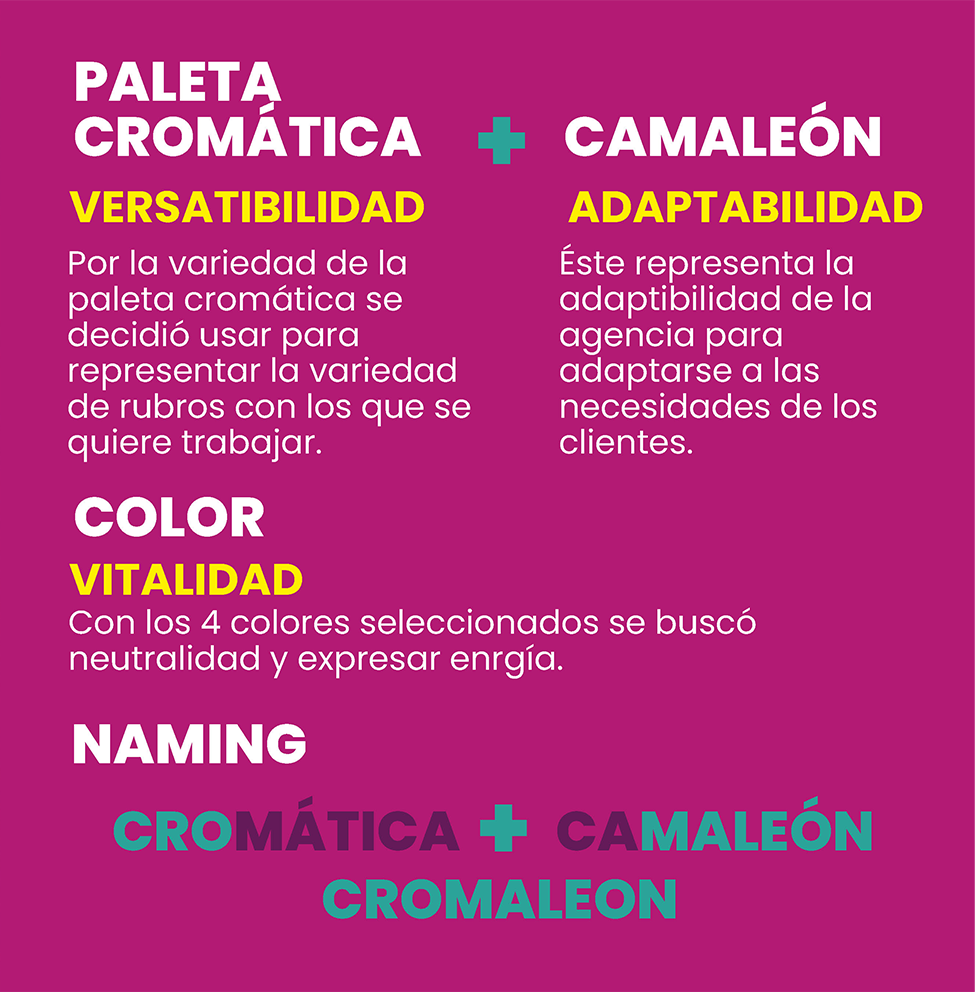 PALETA
CROMÁTICA
+
CAMALEÓN
VERSATIBILIDAD
Por la variedad de la
paleta cromática se
decidió usar para
representar la variedad
de rubros con los que se
quiere trabajar.
ADAPTABILIDAD
Éste representa la
adaptibilidad de la
agencia para
adaptarse a las
necesidades de los
clientes.
COLOR
VITALIDAD
Con los 4 colores seleccionados se buscó
neutralidad y expresar enrgía.
NAMING
CROMÁTICA + CAMALEÓN
CROMALEON